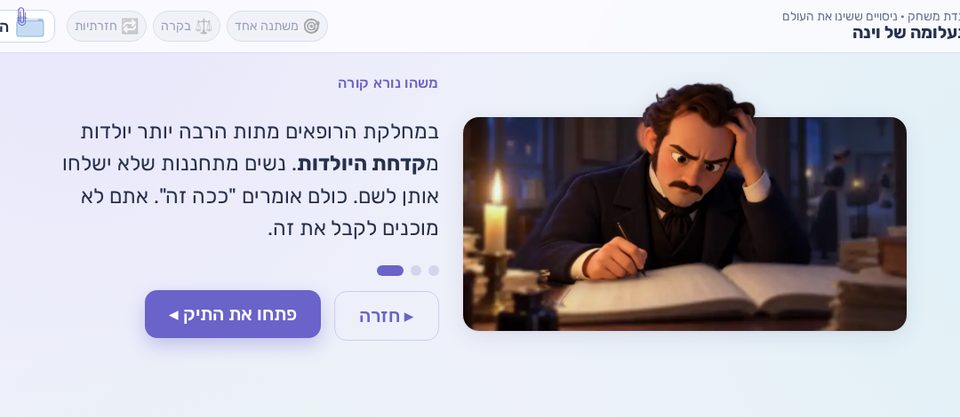 דת משחק • ניסויים ששינו את העולם
תעלומה של וינה
משתנה אחד
בקרה
חזרתיות
משהו נורא קורה
במחלקת הרופאים מתות הרבה יותר יולדות
מקדחת היולדות. נשים מתחננות שלא ישלחו
אותן לשם. כולם אומרים "ככה זה". אתם לא
מוכנים לקבל את זה.
▸ חזרה
פתחו את התיק ◂